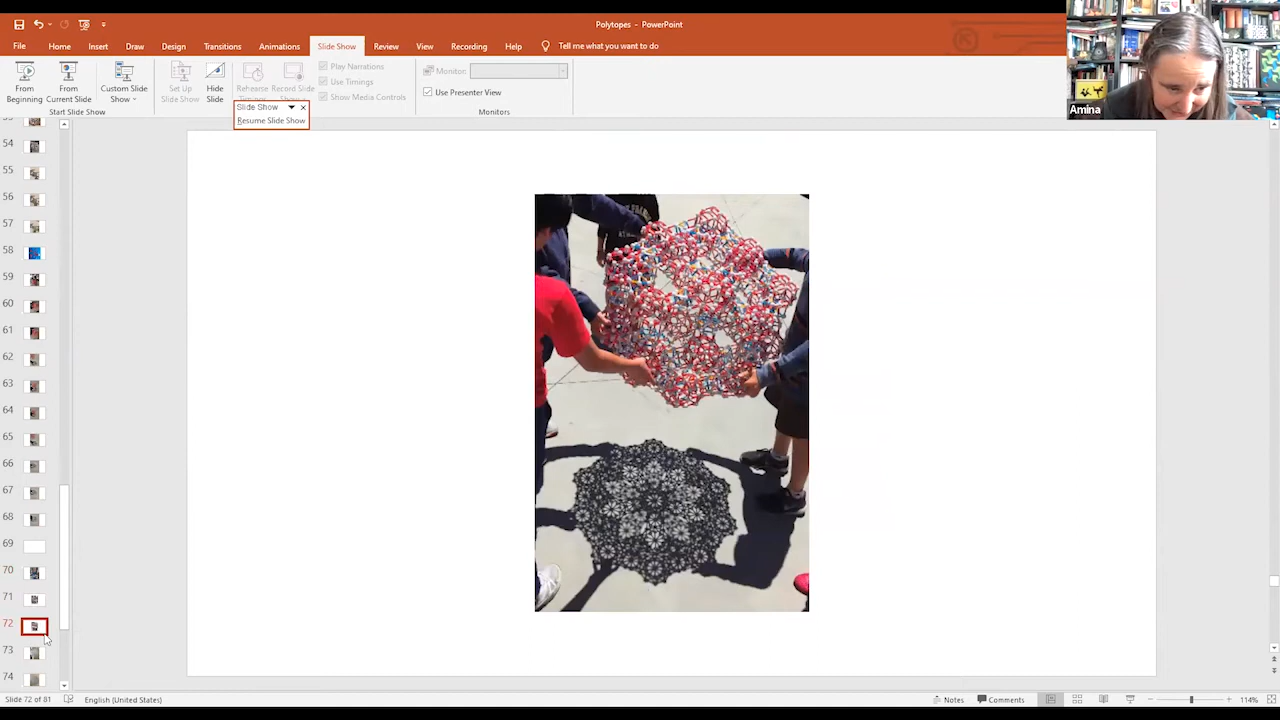 Polytopes - PowerPoint
File Home Insert Draw Design Transitions Animations Slide Show Review View Recording Help Tell me what you want to do
From Beginning
From Current Slide
Custom Slide Show
Set Up Slide Show
Hide Slide
Rehearse
Record Slide
Play Narrations
Use Timings
Show Media Controls
Monitor:
Use Presenter View
Start Slide Show
Monitors
Slide Show
Resume Slide Show
Amina
54
55
56
57
58
59
60
61
62
63
64
65
66
67
68
69
70
71
72
73
74
Slide 72 of 81 English (United States) Notes Comments 114%